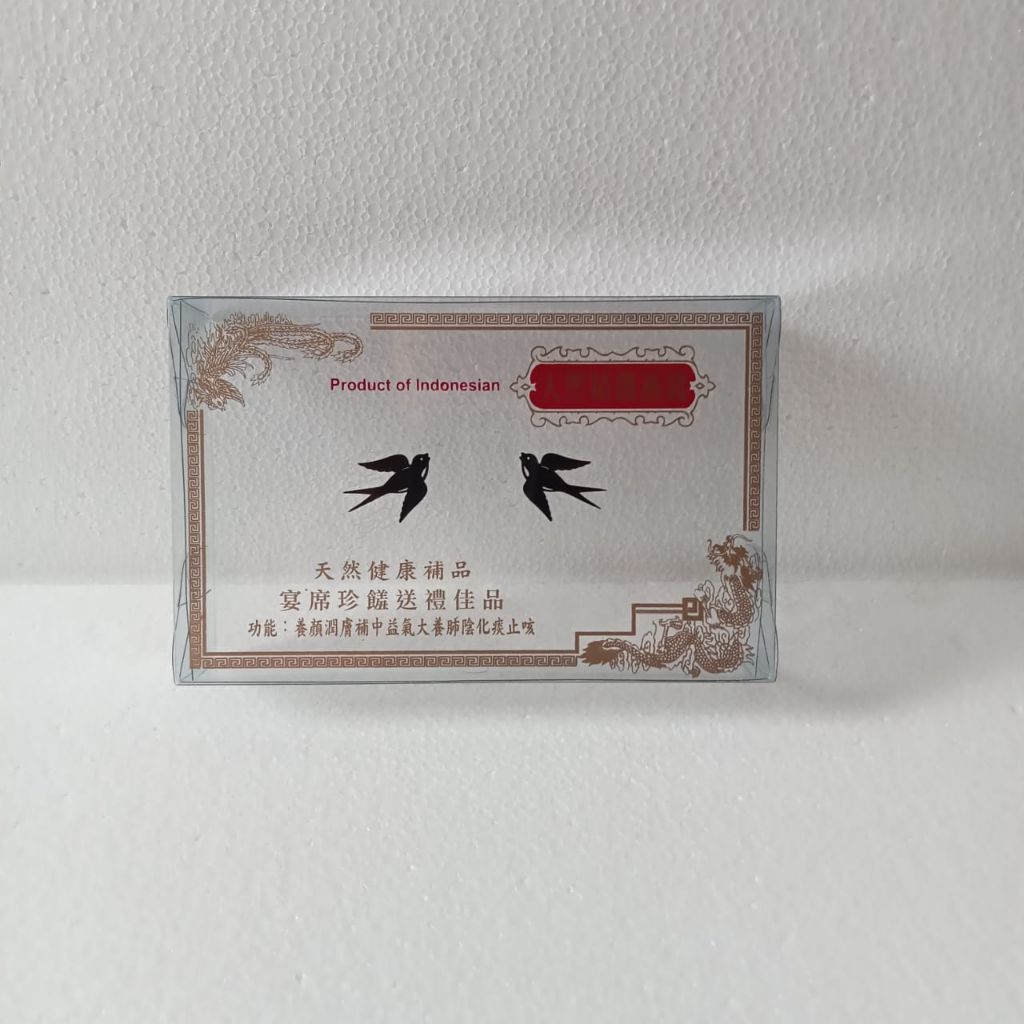 Product of Indonesian
天然健康補品
宴席珍饈送禮佳品
功能：養顏潤膚補中益氣大養肺陰化痰止咳